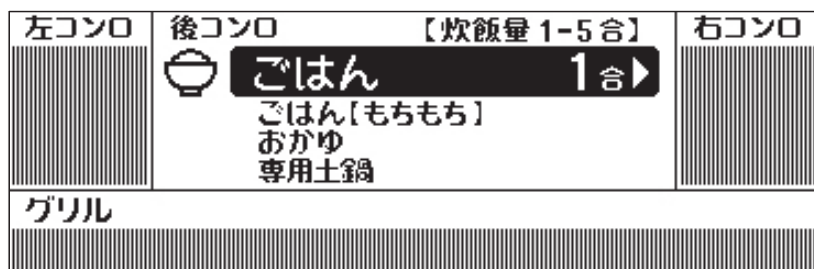 左コンロ
後コンロ 【炊飯量 1-5 合】
右コンロ
ごはん 1合
ごはん【もちもち】
おかゆ
専用土鍋
グリル